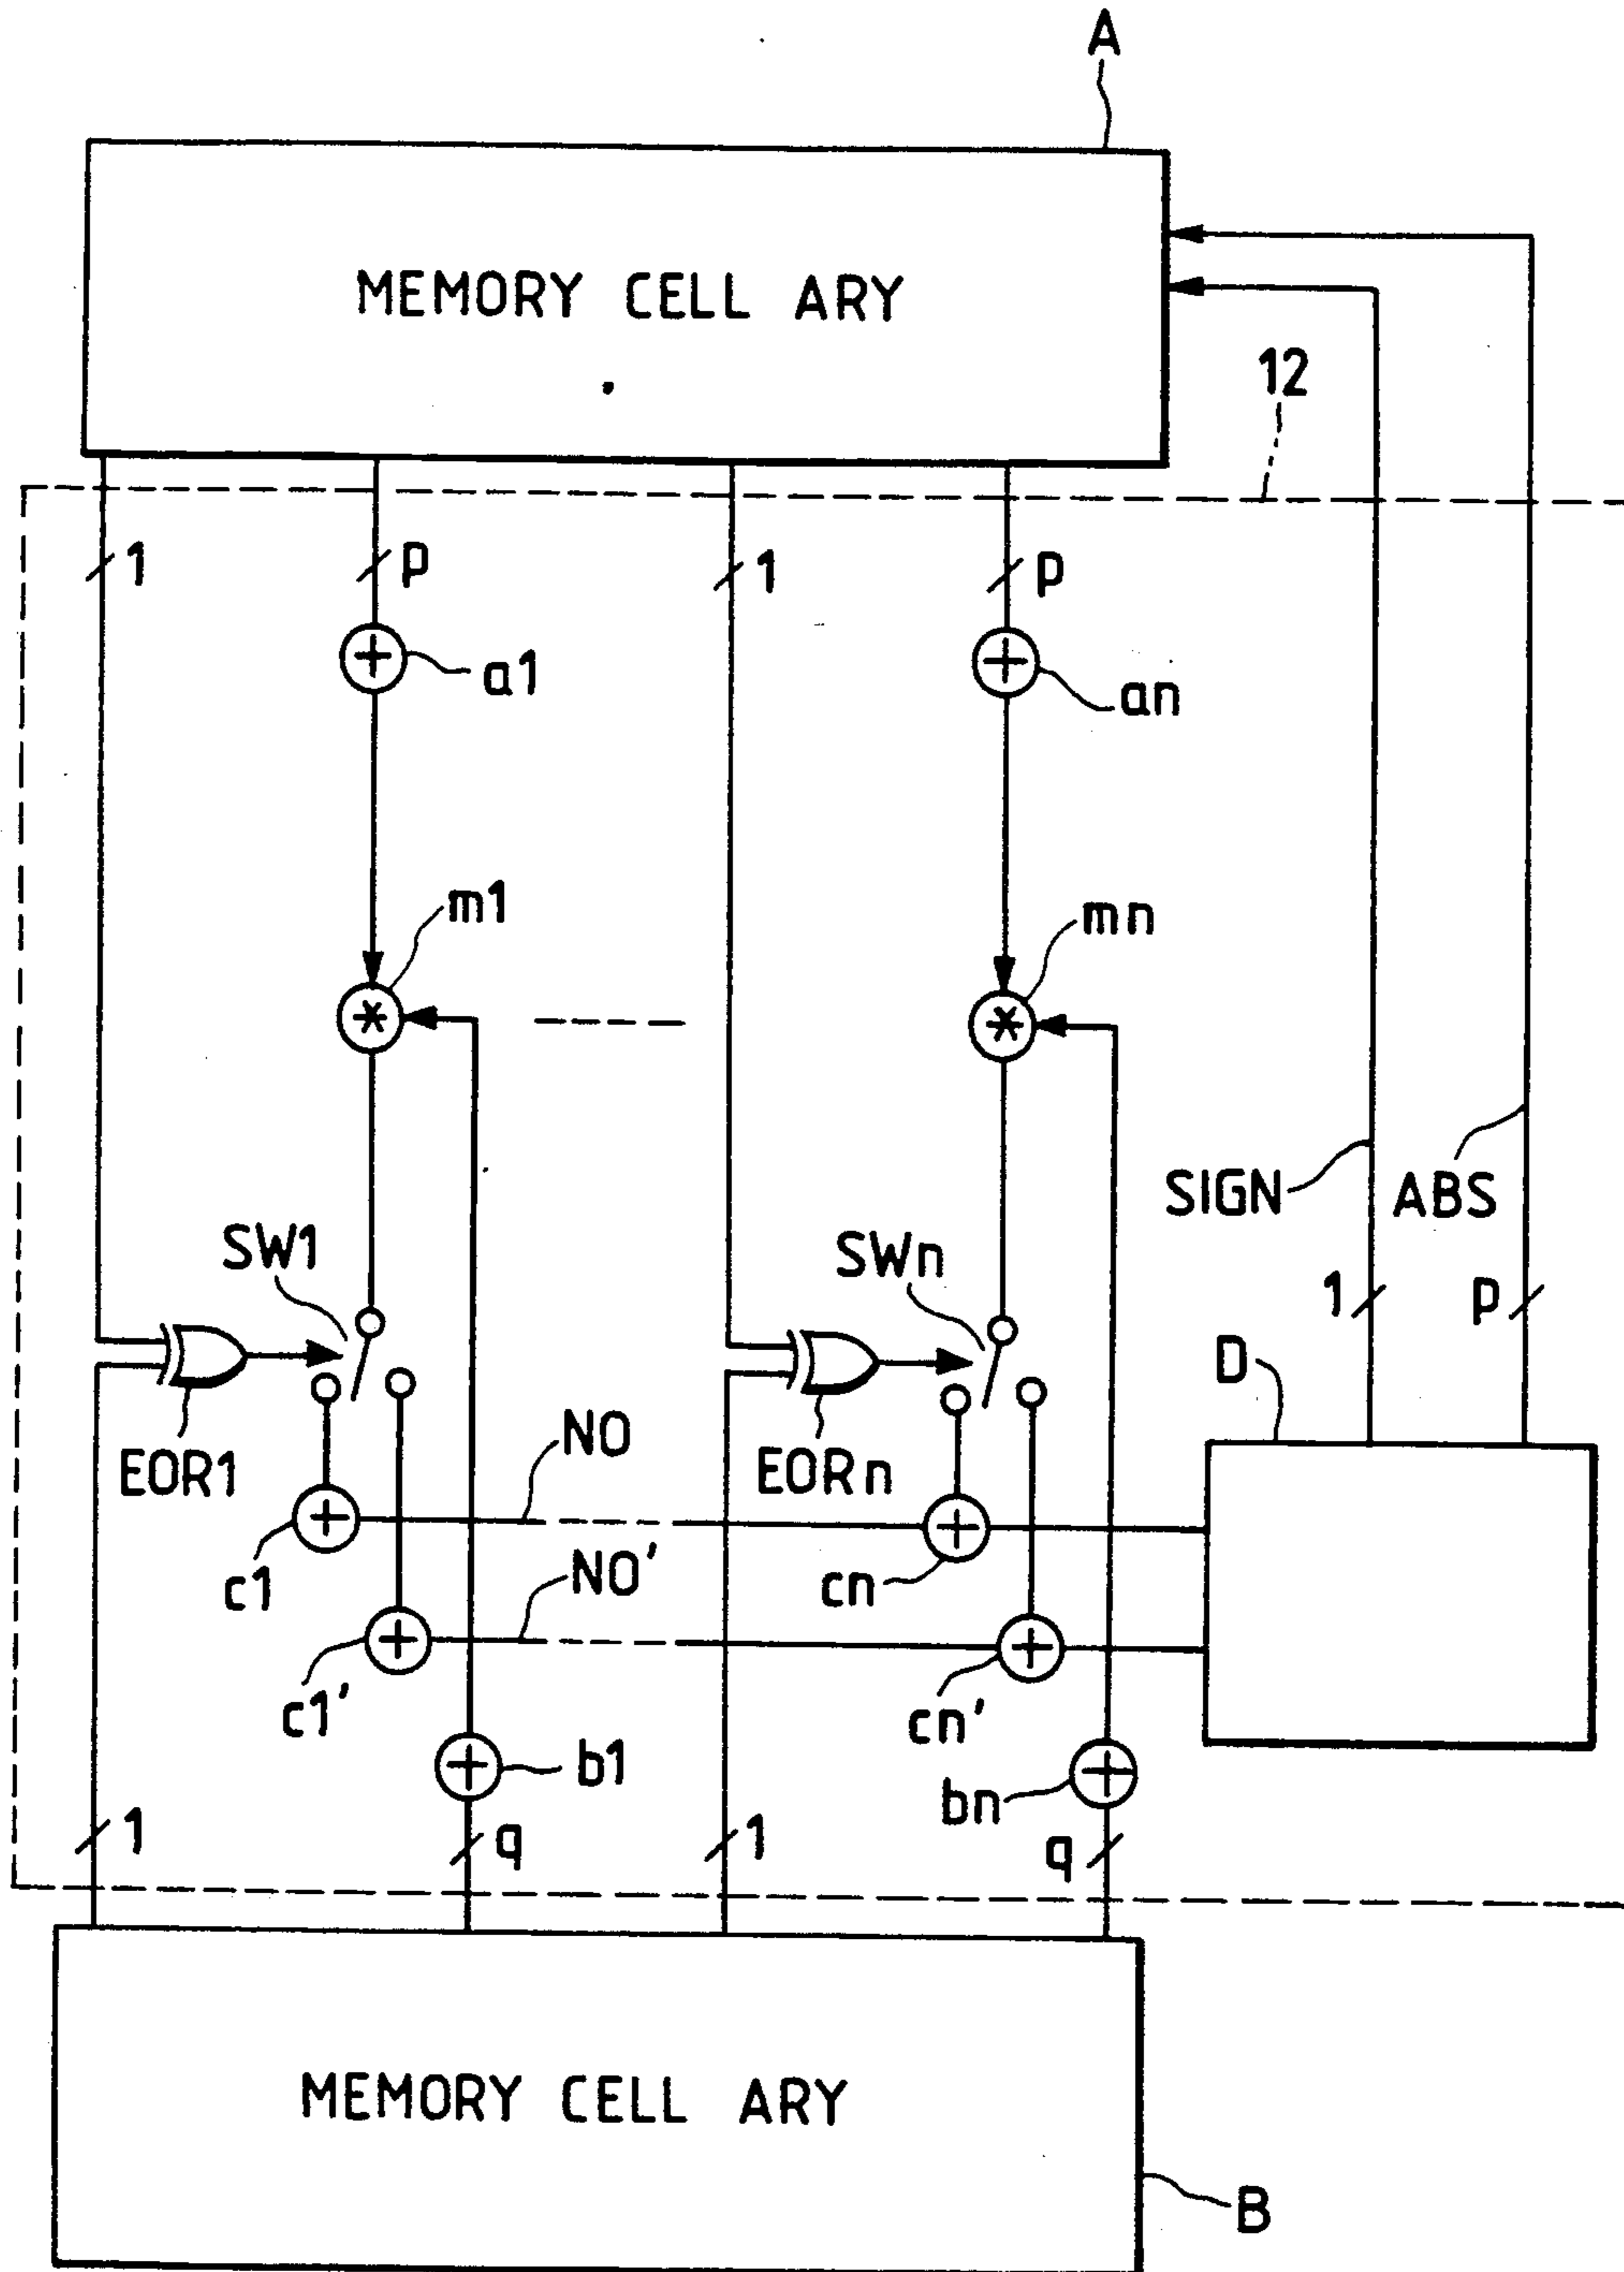 A
MEMORY CELL ARY
12
1
p
1
p
a1
an
m1
mn
*
*
SIGN
ABS
SW1
SWn
1
p
D
EOR1
NO
EORn
c1
NO'
cn
c1'
cn'
b1
bn
1
q
1
q
MEMORY CELL ARY
B